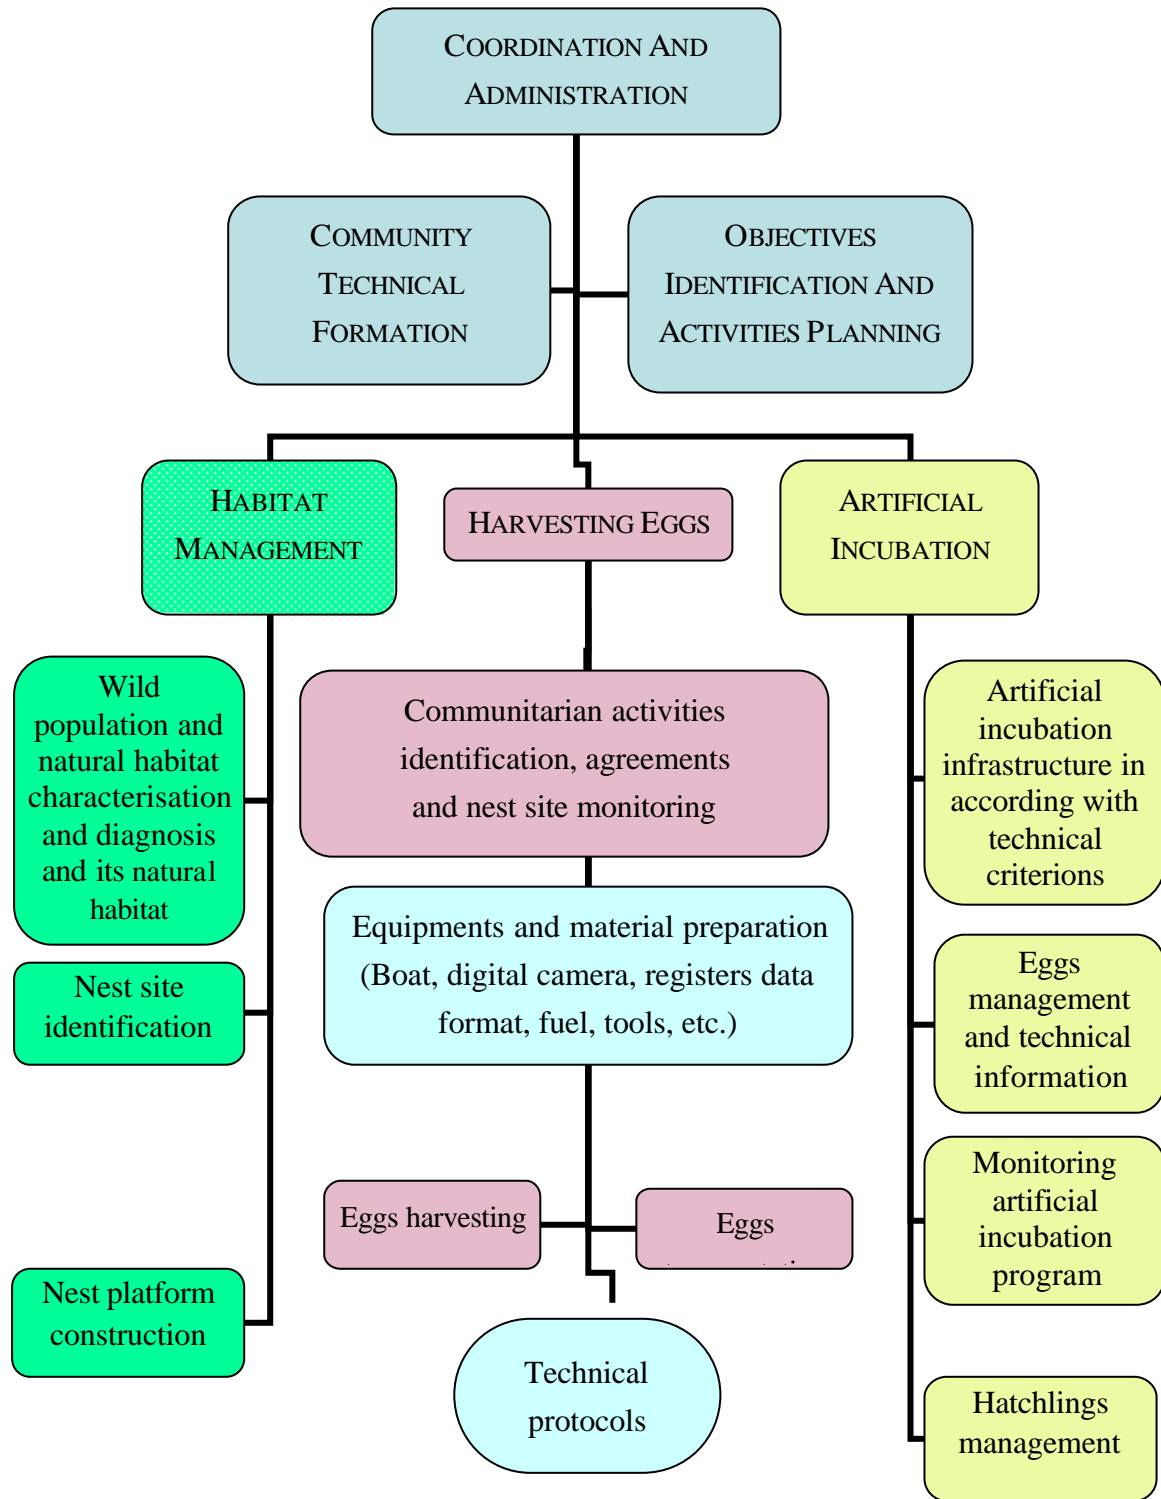 COORDINATION AND
ADMINISTRATION
COMMUNITY
TECHNICAL
FORMATION
OBJECTIVES
IDENTIFICATION AND
ACTIVITIES PLANNING
HABITAT
MANAGEMENT
HARVESTING EGGS
ARTIFICIAL
INCUBATION
Wild
population and
natural habitat
characterisation
and diagnosis
and its natural
habitat
Nest site
identification
Nest platform
construction
Communitarian activities
identification, agreements
and nest site monitoring
Equipments and material preparation
(Boat, digital camera, registers data
format, fuel, tools, etc.)
Eggs harvesting
Eggs
Technical
protocols
Artificial
incubation
infrastructure in
according with
technical
criterions
Eggs
management
and technical
information
Monitoring
artificial
incubation
program
Hatchlings
management